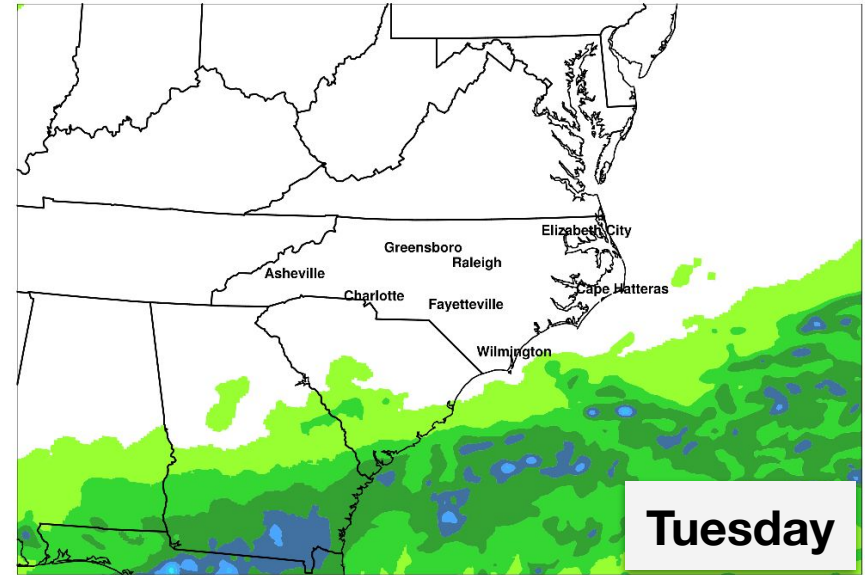 Elizabeth City
Greensboro
Raleigh
Asheville
Cape Hatteras
Charlotte
Fayetteville
Wilmington
Tuesday